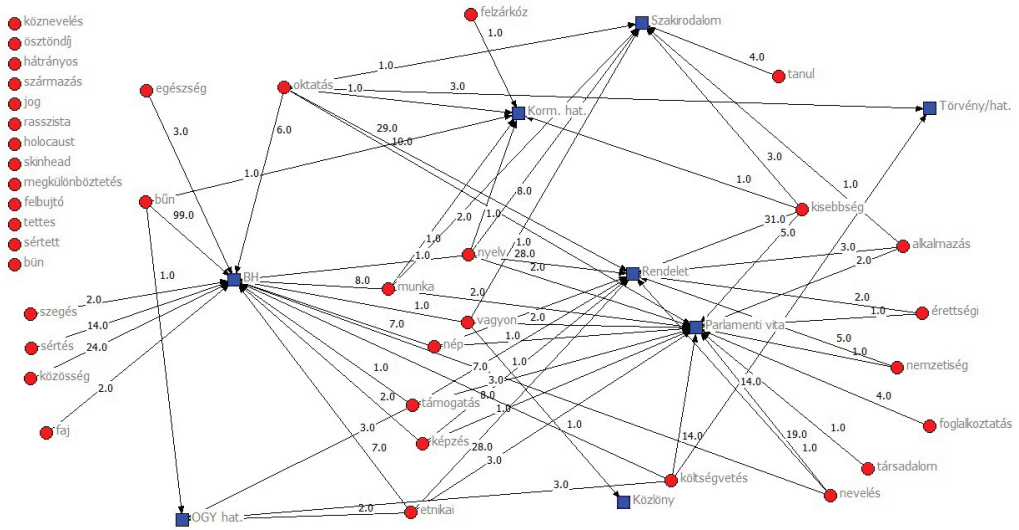 köznevelés
ösztöndíj
hátrányos
származás
jog
rasszista
holocaust
skinhead
megkülönböztetés
felbujtó
tettes
sértett
bün
felzárkóz
Szakirodalom
1.0
4.0
tanul
1.0
egészség
oktatás
1.0
3.0
Törvény/hat.
Korm. hat.
3.0
6.0
29.0
10.0
3.0
1.0
1.0
1.0
8.0
bűn
kisebbség
99.0
2.0
1.0
31.0
5.0
1.0
1.0
3.0
alkalmazás
1.0
nyelv
28.0
2.0
2.0
1.0
BH
8.0
munka
Rendelet
2.0
2.0
szegés
1.0
2.0
1.0
érettségi
14.0
7.0
vagyon
Parlamenti vita
sértés
24.0
nép
1.0
5.0
1.0
közösség
1.0
7.0
1.0
nemzetiség
2.0
3.0
14.0
faj
2.0
támogatás
8.0
1.0
4.0
3.0
1.0
foglalkoztatás
7.0
képzés
28.0
14.0
19.0
1.0
1.0
3.0
társadalom
3.0
költségvetés
nevelés
2.0
Közlöny
OGY hat.
etnikai